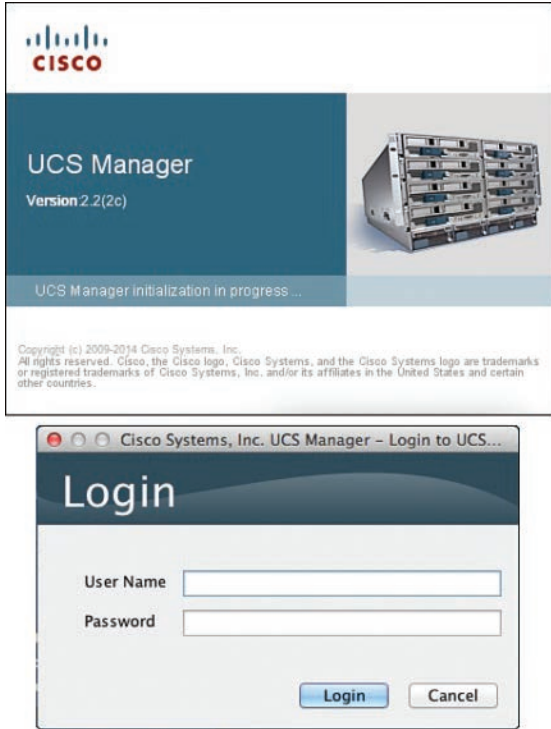 CISCO
UCS Manager
Version:2.2(2c)
UCS Manager initialization in progress ...
Copyright (c) 2009-2014 Cisco Systems, Inc.
All rights reserved. Cisco, the Cisco logo, Cisco Systems, and the Cisco Systems logo are trademarks
or registered trademarks of Cisco Systems, Inc. and/or its affiliates in the United States and certain
other countries.
Cisco Systems, Inc. UCS Manager – Login to UCS...
Login
User Name
Password
Login
Cancel